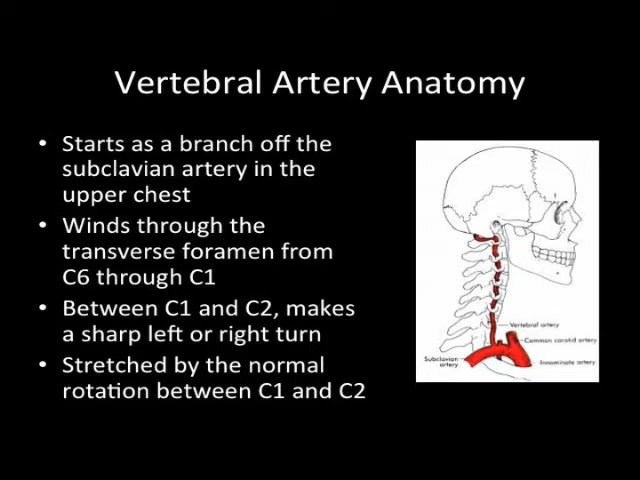 Vertebral Artery Anatomy
• Starts as a branch off the
subclavian artery in the
upper chest
• Winds through the
transverse foramen from
C6 through C1
• Between C1 and C2, makes
a sharp left or right turn
• Stretched by the normal
rotation between C1 and C2
Vertebral artery
Common carotid artery
Subclavian
artery
Innominate artery